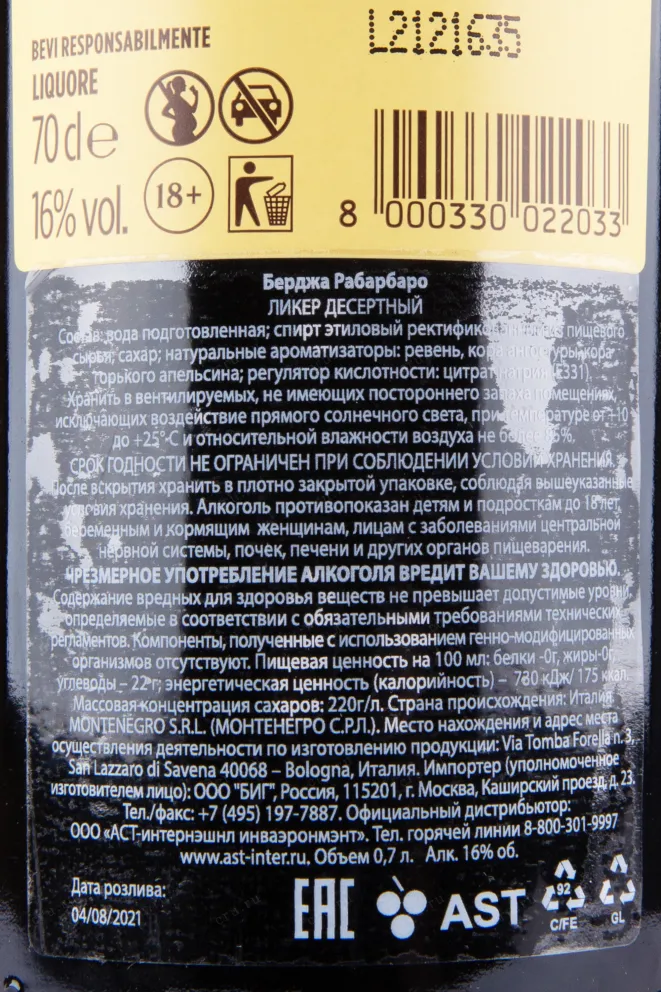 BEVI RESPONSABILMENTE
L2121635
LIQUORE
70cl e
16% vol.
18+
8 000330 022033
Берджа Рабарбаро
ЛИКЕР ДЕСЕРТНЫЙ
Состав: вода подготовленная; спирт этиловый ректификованный из пищевого
сырья; сахар; натуральные ароматизаторы: ревень, кора ангостуры, кора
горького апельсина; регулятор кислотности: цитрат натрия (E331).
Хранить в вентилируемых, не имеющих постороннего запаха помещениях,
исключающих воздействие прямого солнечного света, при температуре от +10
до +25°-С и относительной влажности воздуха не более 85%.
СРОК ГОДНОСТИ НЕ ОГРАНИЧЕН ПРИ СОБЛЮДЕНИИ УСЛОВИЙ ХРАНЕНИЯ.
После вскрытия хранить в плотно закрытой упаковке, соблюдая вышеуказанные
условия хранения. Алкоголь противопоказан детям и подросткам до 18 лет,
беременным и кормящим женщинам, лицам с заболеваниями центральной
нервной системы, почек, печени и других органов пищеварения.
ЧРЕЗМЕРНОЕ УПОТРЕБЛЕНИЕ АЛКОГОЛЯ ВРЕДИТ ВАШЕМУ ЗДОРОВЬЮ.
Содержание вредных для здоровья веществ не превышает допустимые уровни,
определяемые в соответствии с обязательными требованиями технических
регламентов. Компоненты, полученные с использованием генно-модифицированных
организмов отсутствуют. Пищевая ценность на 100 мл: белки -0г, жиры-0г,
углеводы – 22 г; энергетическая ценность (калорийность) – 730 кДж/ 175 ккал.
Массовая концентрация сахаров: 220г/л. Страна происхождения: Италия.
MONTENEGRO S.R.L. (МОНТЕНЕГРО С.Р.Л.). Место нахождения и адрес места
осуществления деятельности по изготовлению продукции: Via Tomba Forella n.3,
San Lazzaro di Savena 40068 – Bologna, Италия. Импортер (уполномоченное
изготовителем лицо): ООО "БИГ", Россия, 115201, г. Москва, Каширский проезд, д. 23.
Тел./факс: +7 (495) 197-7887. Официальный дистрибьютор:
ООО «АСТ-интернэшнл инваэронмэнт». Тел. горячей линии 8-800-301-9997
www.ast-inter.ru. Объем 0,7 л. Алк. 16% об.
Дата розлива:
04/08/2021
EAC
AST
92
C/FE
GL